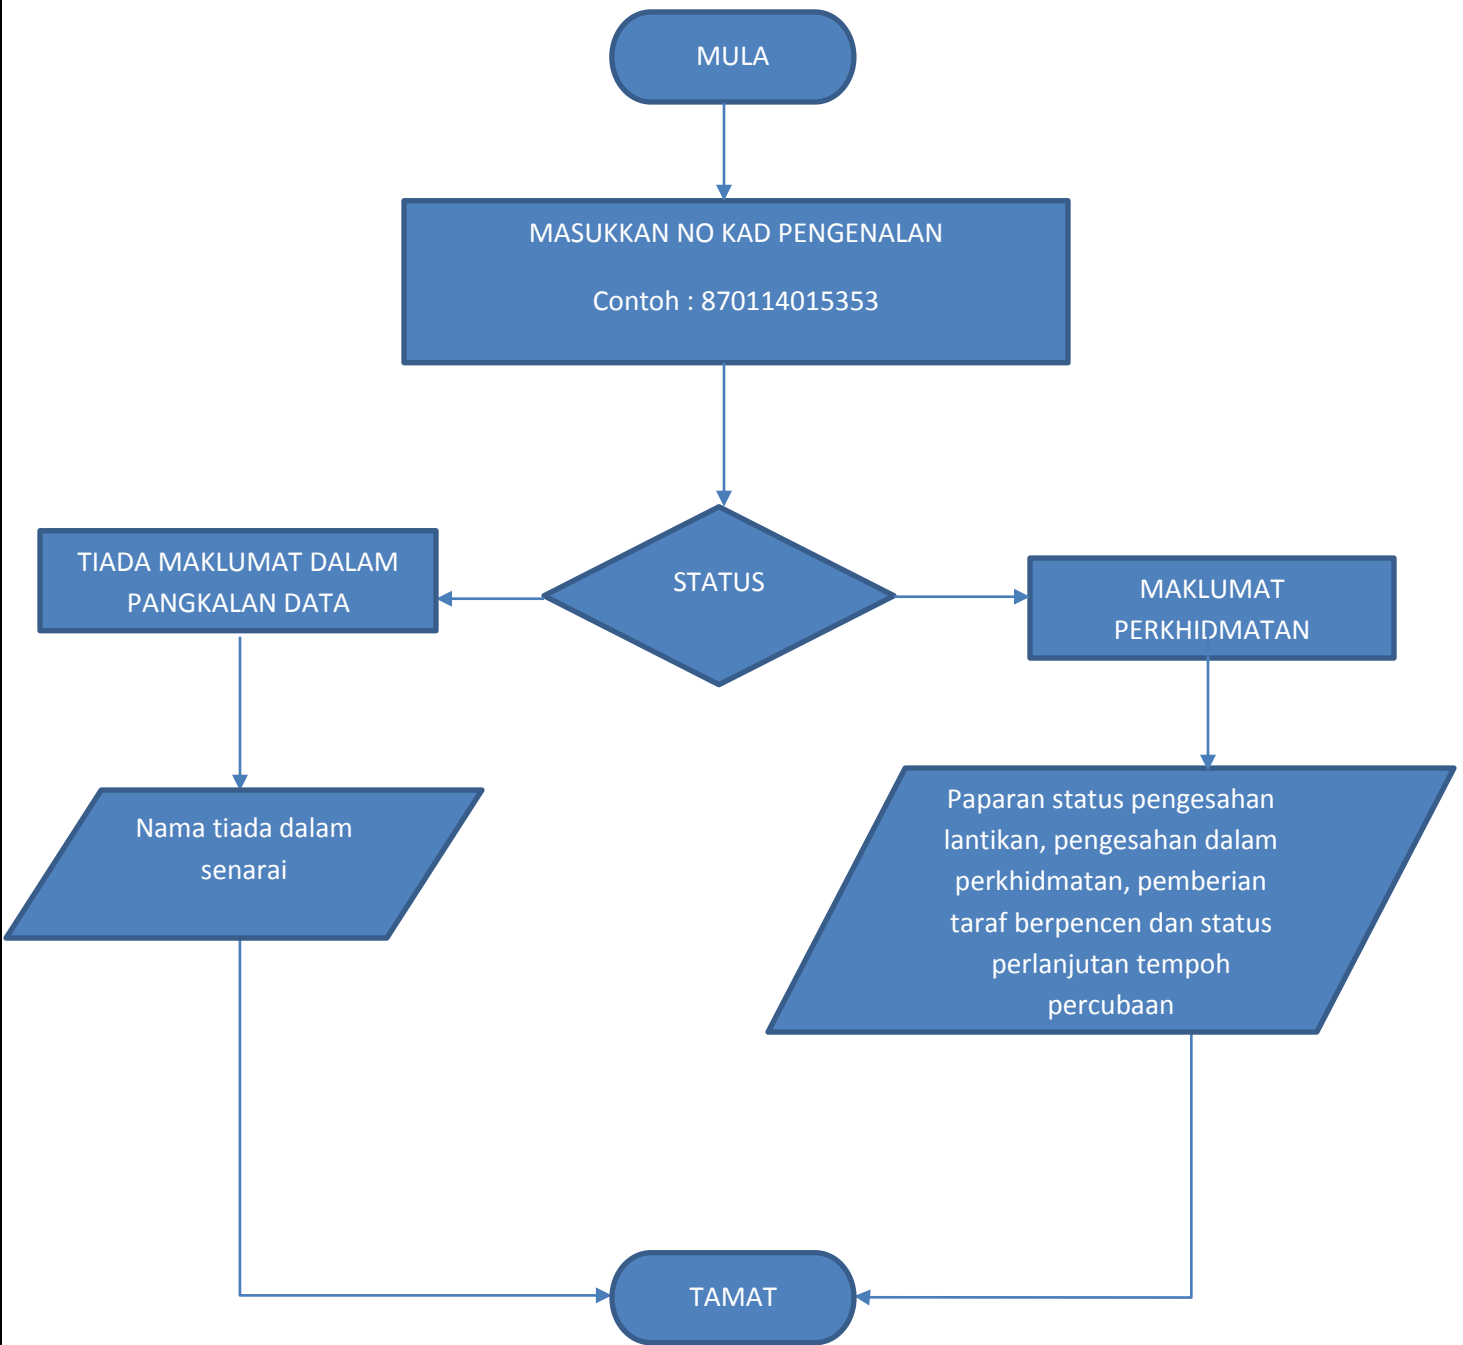 MULA
MASUKKAN NO KAD PENGENALAN
Contoh : 870114015353
STATUS
TIADA MAKLUMAT DALAM
PANGKALAN DATA
MAKLUMAT
PERKHIDMATAN
Nama tiada dalam
senarai
Paparan status pengesahan
lantikan, pengesahan dalam
perkhidmatan, pemberian
taraf berpencen dan status
perlanjutan tempoh
percubaan
TAMAT